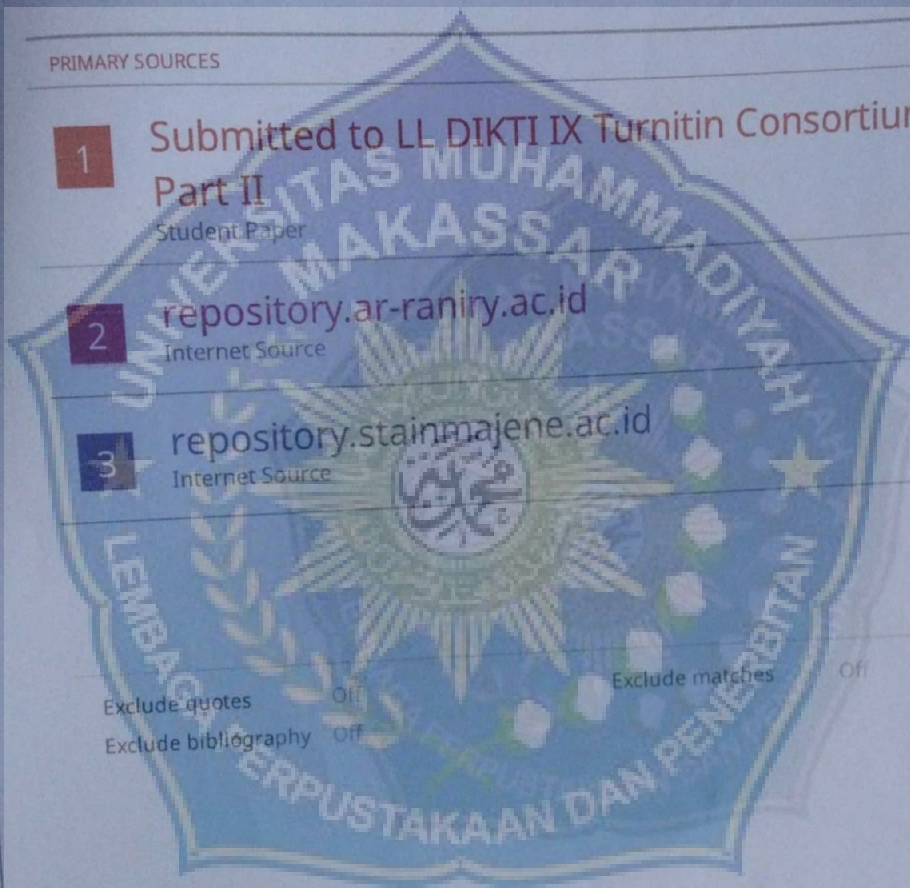 PRIMARY SOURCES
1 Submitted to LL DIKTI IX Turnitin Consortium
Part II
Student Paper
2 repository.ar-raniry.ac.id
Internet Source
3 repository.stainmajene.ac.id
Internet Source
Exclude quotes Off
Exclude matches Off
Exclude bibliography Off
UNIVERSITAS MUHAMMADIYAH
MAKASSAR
LEMBAGA PERPUSTAKAAN DAN PENERBITAN